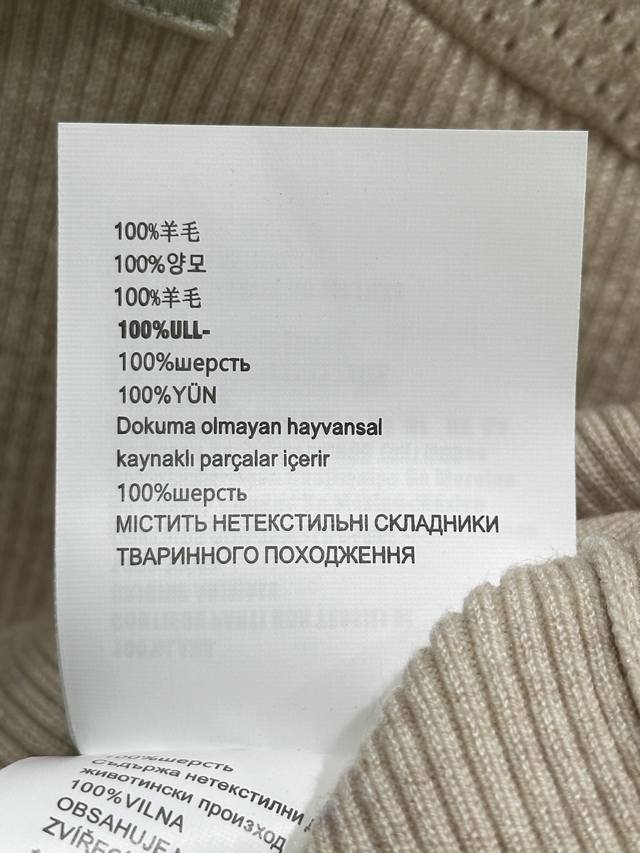 100%羊毛
100%양모
100%羊毛
100%ULL-
100%шерсть
100%YÜN
Dokuma olmayan hayvansal
kaynaklı parçalar içerir
100%шерсть
МІСТИТЬ НЕТЕКСТИЛЬНІ СКЛАДНИКИ
ТВАРИННОГО ПОХОДЖЕННЯ
100%шерсть
Съдържа нетекстилни
животински произход
100%VILNA